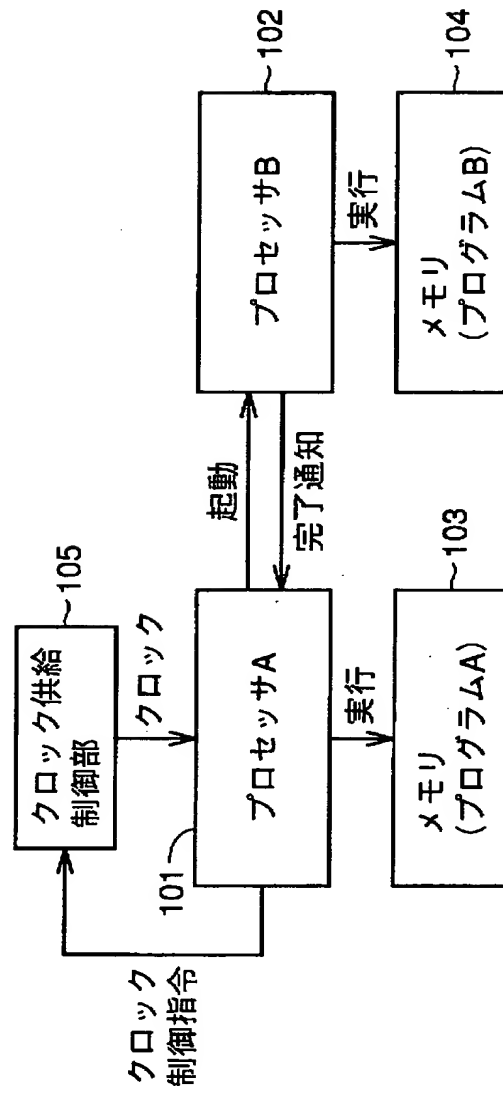 クロック
制御指令
クロック供給
制御部
105
クロック
101
プロセッサA
起動
完了通知
プロセッサB
102
実行
実行
メモリ
(プログラムA)
103
メモリ
(プログラムB)
104